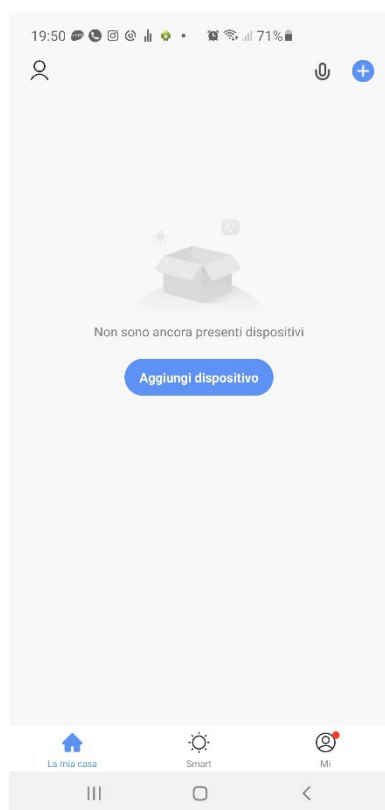 19:50 71%
Non sono ancora presenti dispositivi
Aggiungi dispositivo
La mia casa Smart Mi